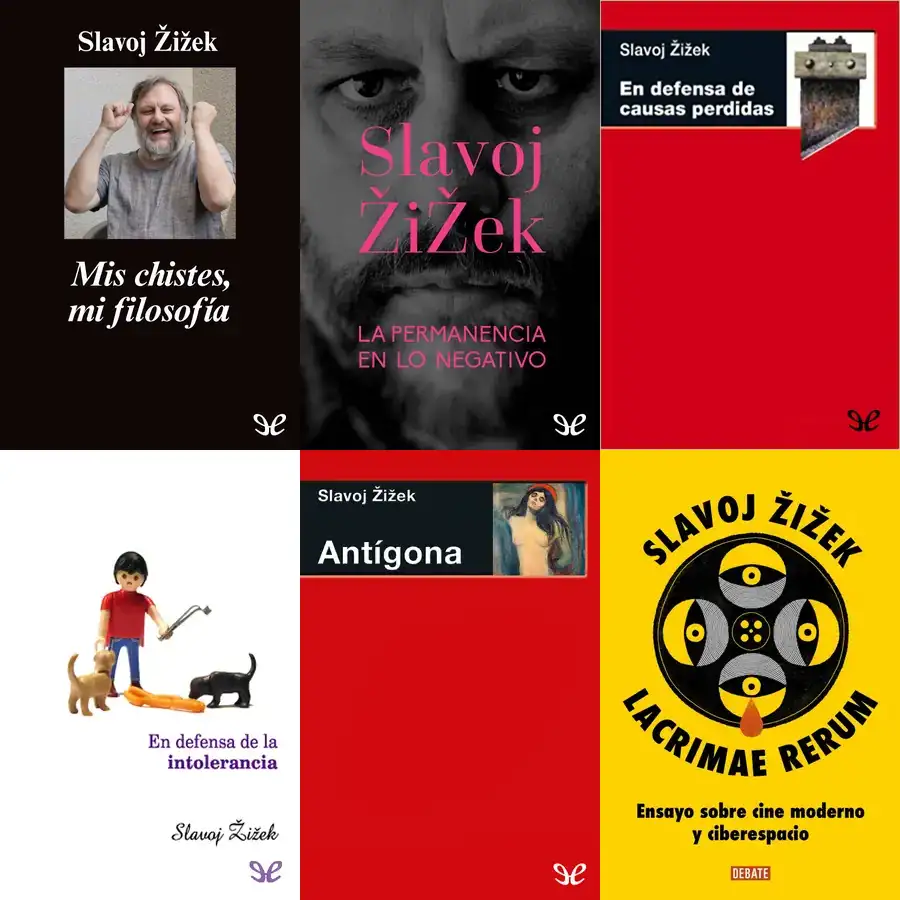 Slavoj Žižek
Mis chistes,
mi filosofía
Slavoj
ŽiŽek
LA PERMANENCIA
EN LO NEGATIVO
Slavoj Žižek
En defensa de
causas perdidas
En defensa de la
intolerancia
Slavoj Žižek
Slavoj Žižek
Antígona
SLAVOJ ŽIŽEK
LACRIMAE RERUM
Ensayo sobre cine moderno
y ciberespacio
DEBATE